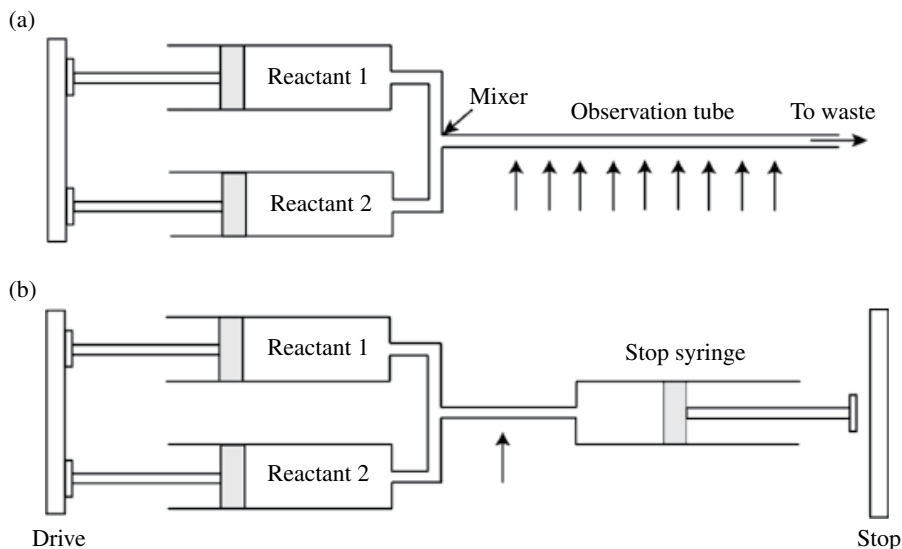 (a)
Reactant 1
Mixer
Observation tube
To waste
Reactant 2
(b)
Reactant 1
Stop syringe
Reactant 2
Drive
Stop